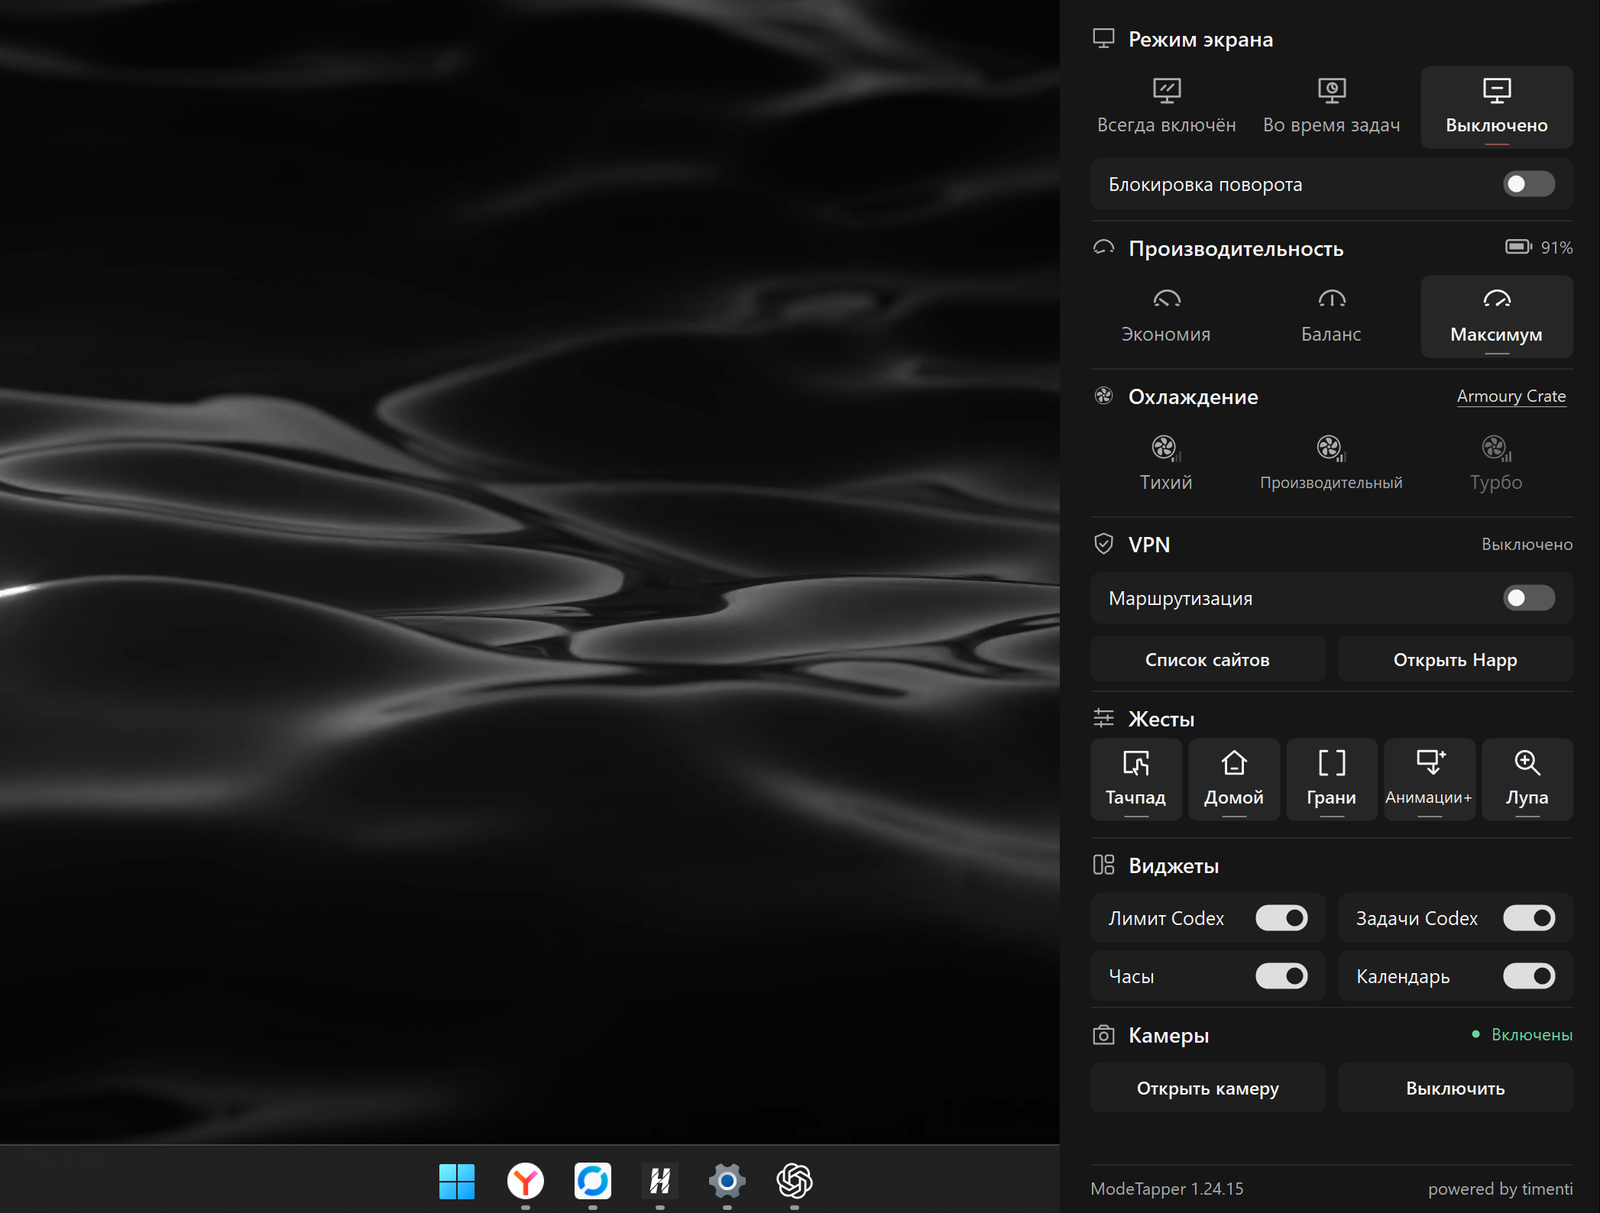 Режим экрана
Всегда включён
Во время задач
Выключено
Блокировка поворота
Производительность
91%
Экономия
Баланс
Максимум
Охлаждение
Armoury Crate
Тихий
Производительный
Турбо
VPN
Выключено
Маршрутизация
Список сайтов
Открыть Happ
Жесты
Тачпад
Домой
Грани
Анимации+
Лупа
Виджеты
Лимит Codex
Задачи Codex
Часы
Календарь
Камеры
Включены
Открыть камеру
Выключить
ModeTapper 1.24.15
powered by timenti